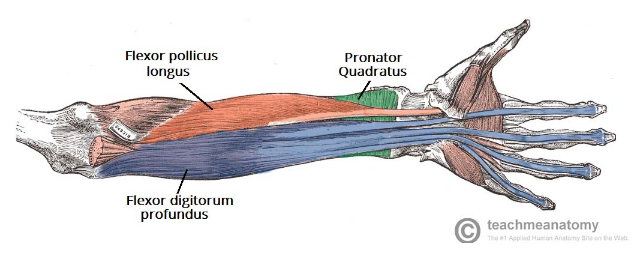 Flexor pollicus
longus
Pronator
Quadratus
Flexor digitorum
profundus
© teachmeanatomy
The #1 Applied Human Anatomy Site on the Web.